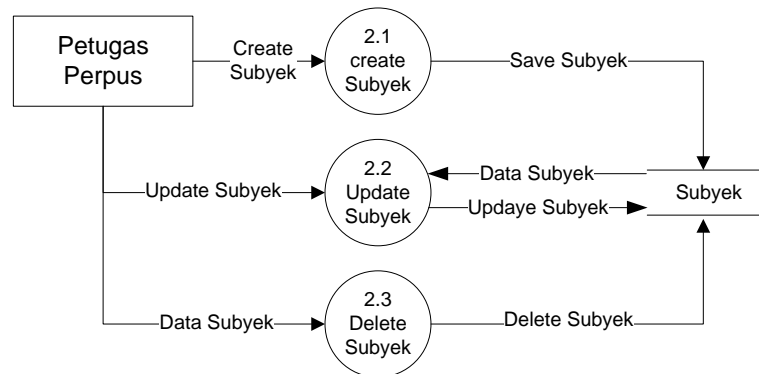 Petugas
Perpus
Create
Subyek
2.1
create
Subyek
Save Subyek
Update Subyek
2.2
Update
Subyek
Data Subyek
Updaye Subyek
Subyek
Data Subyek
2.3
Delete
Subyek
Delete Subyek